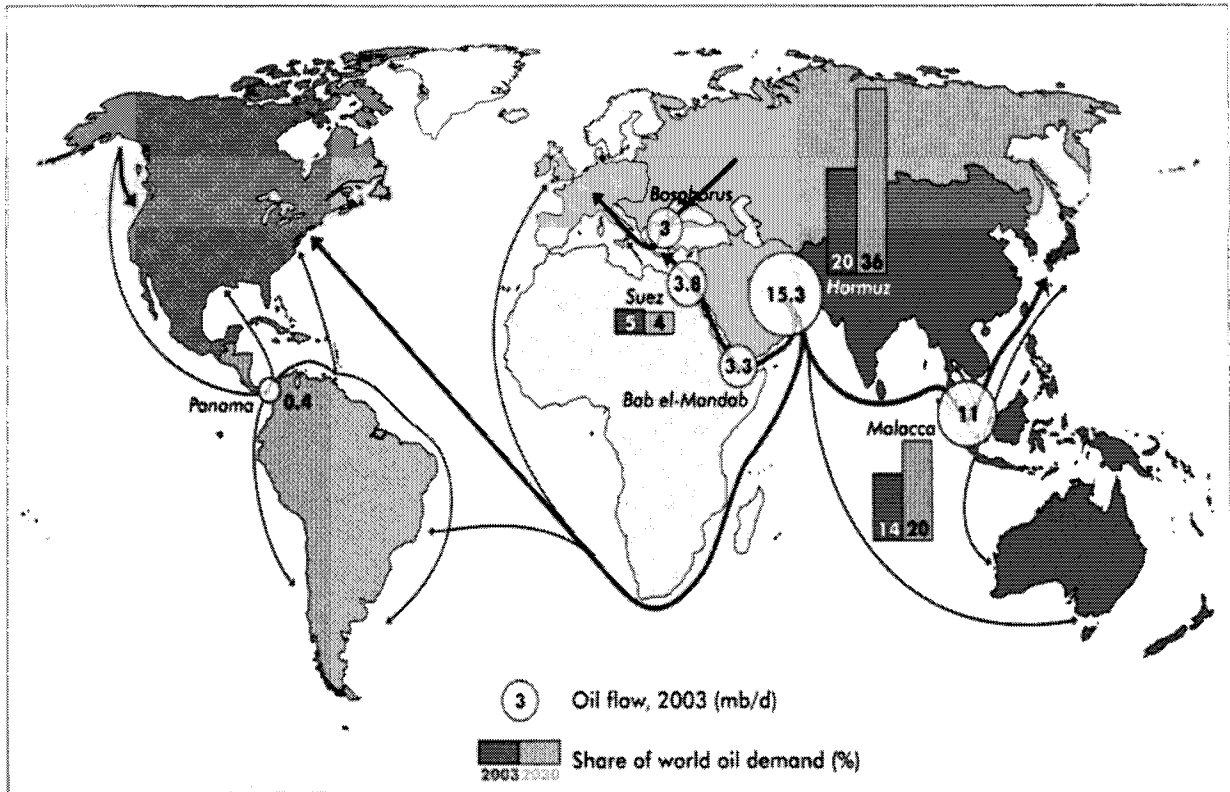 Bosphorus
3
20 36
Hormuz
15.3
3.8
Suez
5 4
3.3
Bab el-Mandab
Panama
0.4
11
Malacca
14 20
3 Oil flow, 2003 (mb/d)
Share of world oil demand (%)
2003 2030